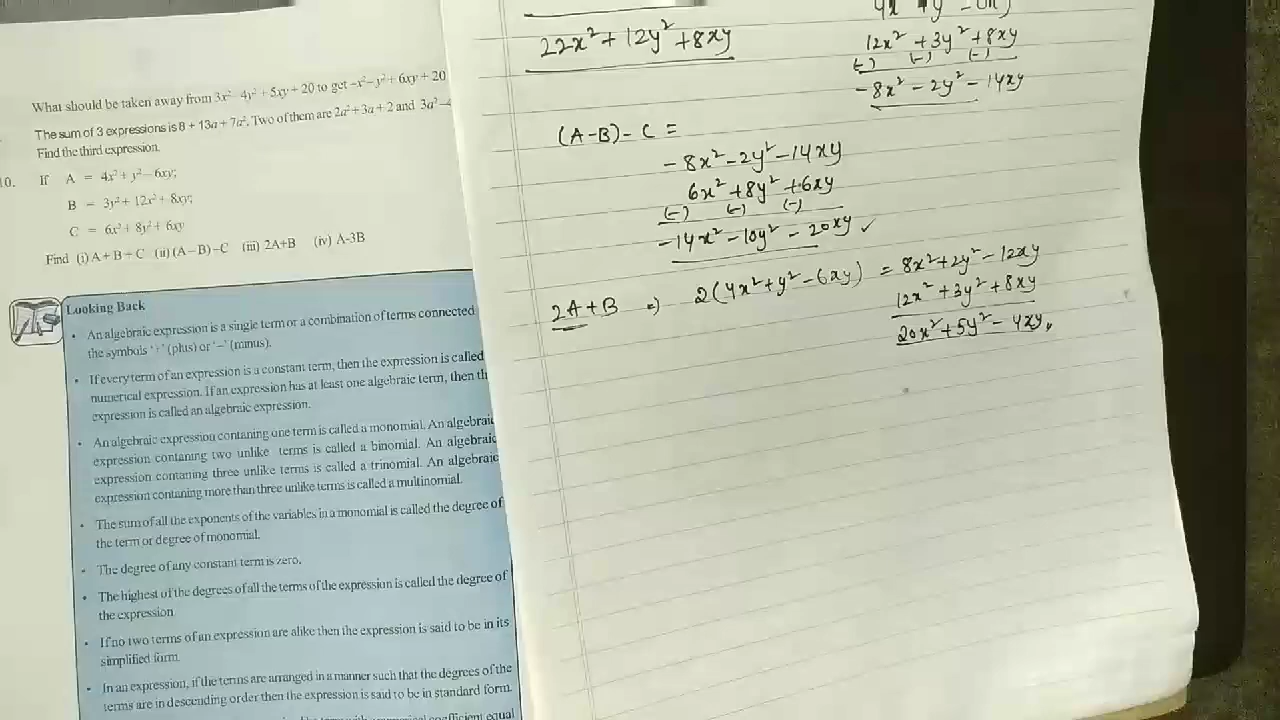 What should be taken away from 3x² – 4y² + 5xy + 20 to get –x² – y² + 6xy + 20
The sum of 3 expressions is 8 + 13a + 7a². Two of them are 2a² + 3a + 2 and 3a² –4
Find the third expression.
10. If A = 4x² + y² – 6xy;
B = 3y² + 12x² + 8xy;
C = 6x² + 8y² + 6xy
Find (i) A + B + C (ii) (A – B) – C (iii) 2A+B (iv) A-3B
Looking Back
• An algebraic expression is a single term or a combination of terms connected
the symbols '+' (plus) or '–' (minus).
• If every term of an expression is a constant term, then the expression is called
numerical expression. If an expression has at least one algebraic term, then th
expression is called an algebraic expression.
• An algebraic expression contaning one term is called a monomial. An algebraic
expression contaning two unlike terms is called a binomial. An algebraic
expression contaning three unlike terms is called a trinomial. An algebraic
expression contaning more than three unlike terms is called a multinomial.
• The sum of all the exponents of the variables in a monomial is called the degree of
the term or degree of monomial.
• The degree of any constant term is zero.
• The highest of the degrees of all the terms of the expression is called the degree of
the expression.
• If no two terms of an expression are alike then the expression is said to be in its
simplified form.
• In an expression, if the terms are arranged in a manner such that the degrees of the
terms are in descending order then the expression is said to be in standard form.
coefficient equal
22x² + 12y² + 8xy
12x² + 3y² + 8xy
(-) (-) (-)
-8x² - 2y² - 14xy
(A-B) - C =
-8x² - 2y² - 14xy
6x² + 8y² + 6xy
(-) (-) (-)
-14x² - 10y² - 20xy ✓
2A + B ⇒ 2(4x² + y² - 6xy) = 8x² + 2y² - 12xy
12x² + 3y² + 8xy
20x² + 5y² - 4xy